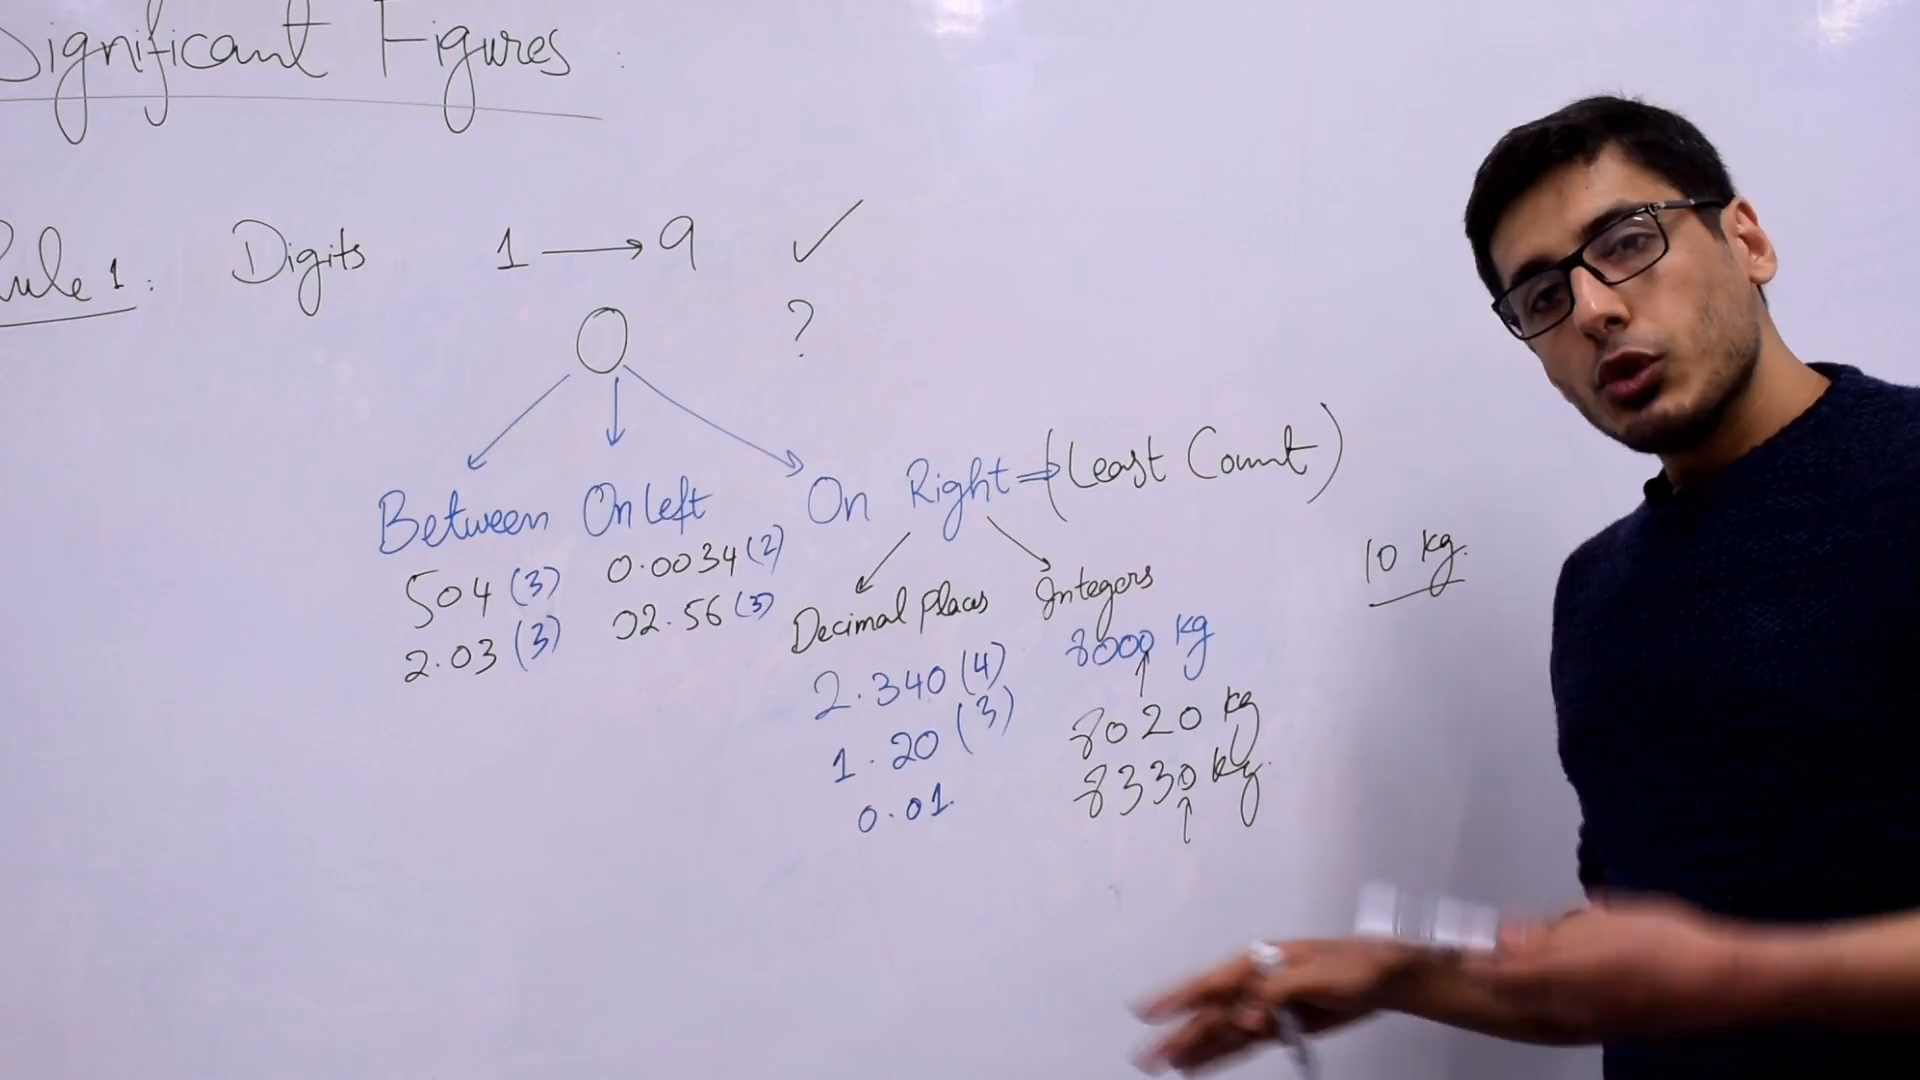 Significant Figures :
Rule 1 : Digits 1 → 9 ✓
0 ?
Between On left On Right ⇒ (Least Count)
504 (3)
2.03 (3)
0.0034 (2)
02.56 (3)
Decimal places
2.340 (4)
1.20 (3)
0.01
Integers
8000 kg
8020 kg
8330 kg.
10 kg.